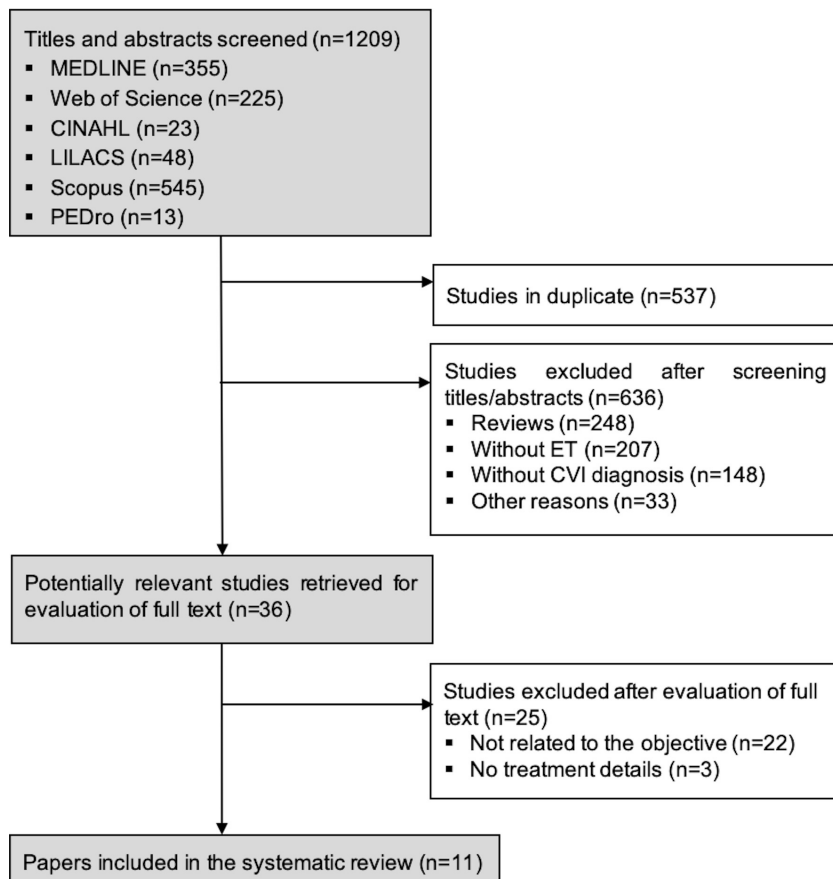 Titles and abstracts screened (n=1209)
▪ MEDLINE (n=355)
▪ Web of Science (n=225)
▪ CINAHL (n=23)
▪ LILACS (n=48)
▪ Scopus (n=545)
▪ PEDro (n=13)
Studies in duplicate (n=537)
Studies excluded after screening
titles/abstracts (n=636)
▪ Reviews (n=248)
▪ Without ET (n=207)
▪ Without CVI diagnosis (n=148)
▪ Other reasons (n=33)
Potentially relevant studies retrieved for
evaluation of full text (n=36)
Studies excluded after evaluation of full
text (n=25)
▪ Not related to the objective (n=22)
▪ No treatment details (n=3)
Papers included in the systematic review (n=11)